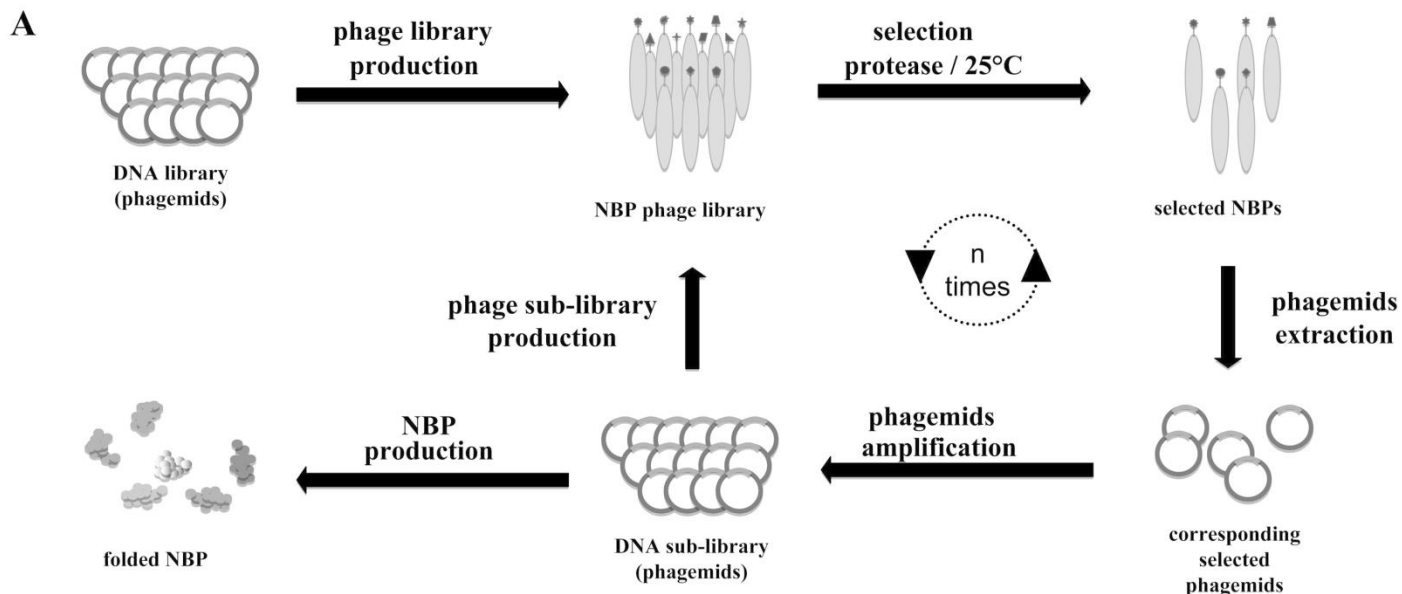 A
phage library
production
selection
protease / 25°C
DNA library
(phagemids)
NBP phage library
selected NBPs
n
times
phage sub-library
production
phagemids
extraction
NBP
production
phagemids
amplification
folded NBP
DNA sub-library
(phagemids)
corresponding
selected
phagemids